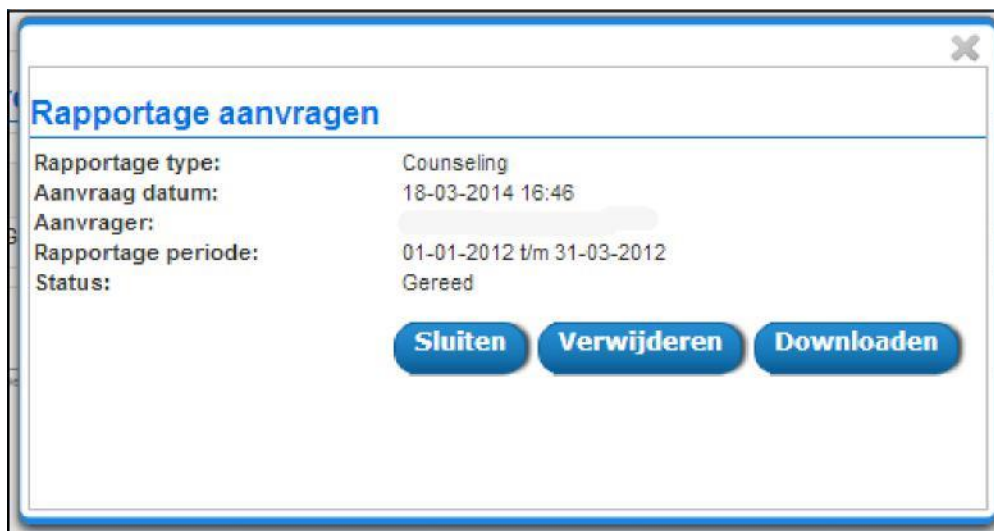 Rapportage aanvragen
Rapportage type: Counseling
Aanvraag datum: 18-03-2014 16:46
Aanvrager:
Rapportage periode: 01-01-2012 t/m 31-03-2012
Status: Gereed
Sluiten Verwijderen Downloaden